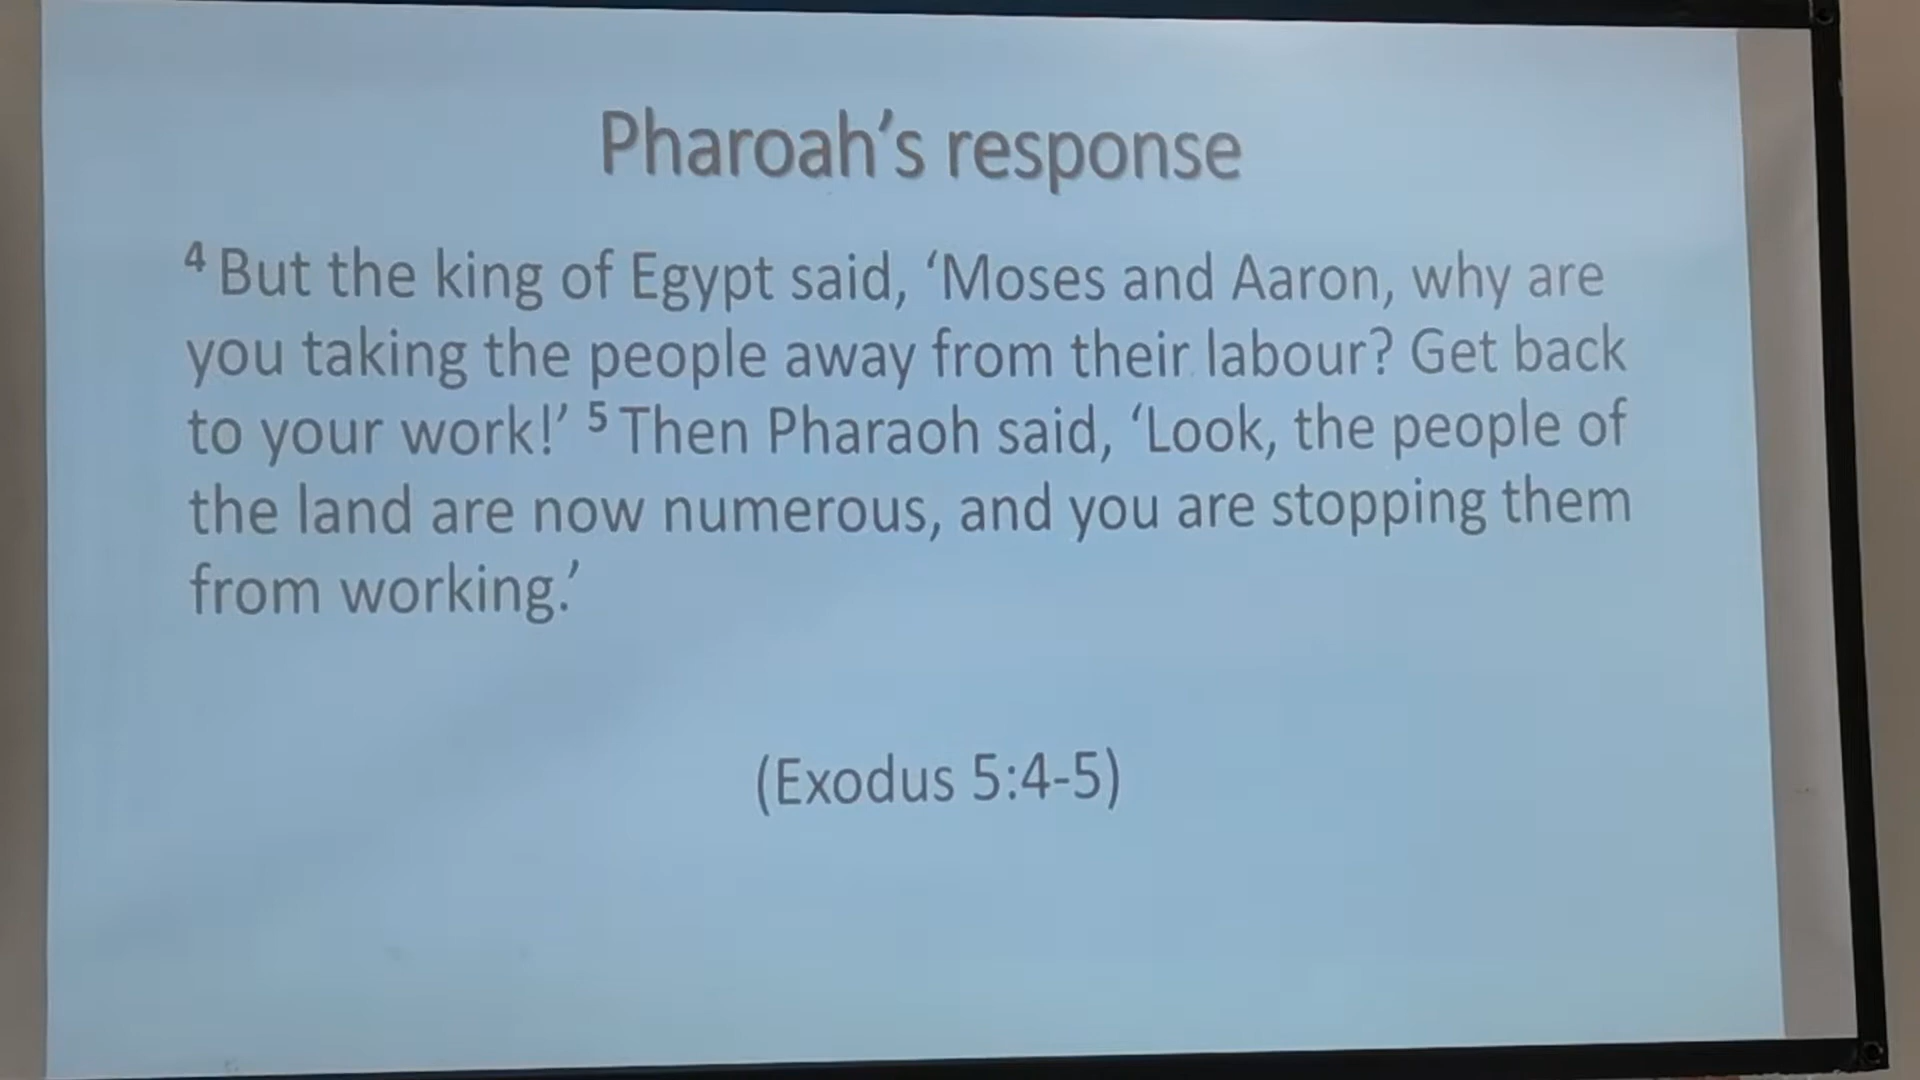 Pharoah’s response
4 But the king of Egypt said, ‘Moses and Aaron, why are
you taking the people away from their labour? Get back
to your work!’ 5 Then Pharaoh said, ‘Look, the people of
the land are now numerous, and you are stopping them
from working.’
(Exodus 5:4-5)